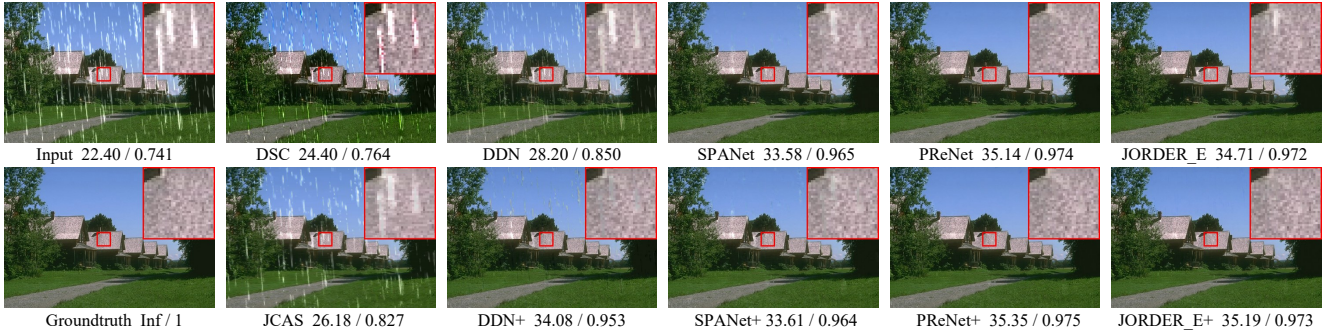 Input 22.40 / 0.741
DSC 24.40 / 0.764
DDN 28.20 / 0.850
SPANet 33.58 / 0.965
PReNet 35.14 / 0.974
JORDER_E 34.71 / 0.972
Groundtruth Inf / 1
JCAS 26.18 / 0.827
DDN+ 34.08 / 0.953
SPANet+ 33.61 / 0.964
PReNet+ 35.35 / 0.975
JORDER_E+ 35.19 / 0.973